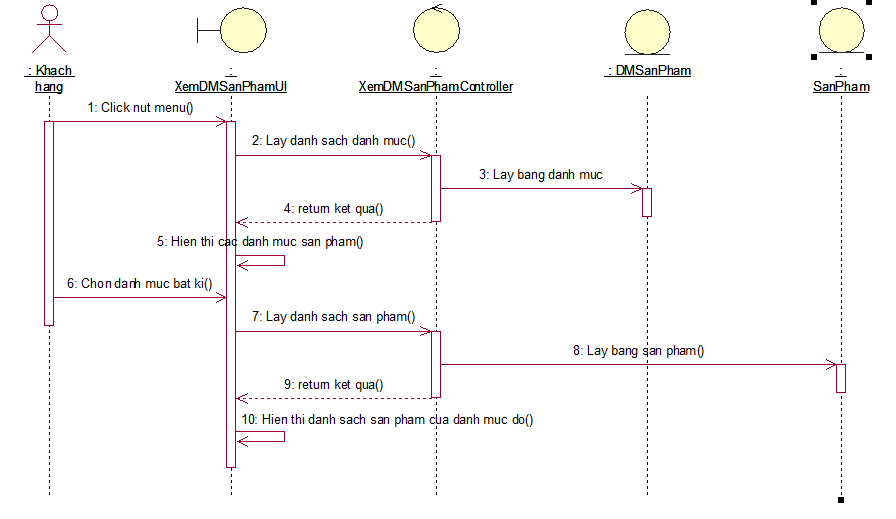 : Khach
hang
:
XemDMSanPhamUI
:
XemDMSanPhamController
: DMSanPham
:
SanPham
1: Click nut menu()
2: Lay danh sach danh muc()
3: Lay bang danh muc
4: return ket qua()
5: Hien thi cac danh muc san pham()
6: Chon danh muc bat ki()
7: Lay danh sach san pham()
8: Lay bang san pham()
9: return ket qua()
10: Hien thi danh sach san pham cua danh muc do()